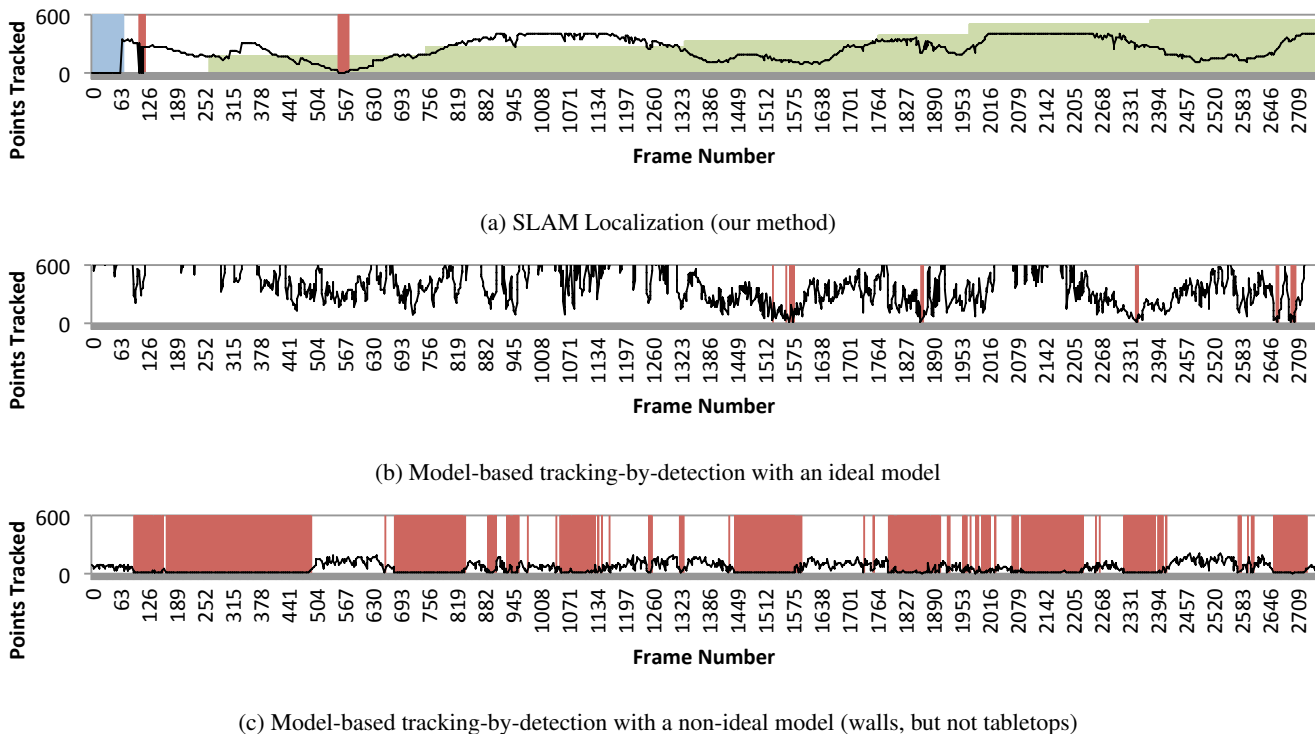 600
0
Points Tracked
0 63 126 189 252 315 378 441 504 567 630 693 756 819 882 945 1008 1071 1134 1197 1260 1323 1386 1449 1512 1575 1638 1701 1764 1827 1890 1953 2016 2079 2142 2205 2268 2331 2394 2457 2520 2583 2646 2709
Frame Number
(a) SLAM Localization (our method)
600
0
Points Tracked
0 63 126 189 252 315 378 441 504 567 630 693 756 819 882 945 1008 1071 1134 1197 1260 1323 1386 1449 1512 1575 1638 1701 1764 1827 1890 1953 2016 2079 2142 2205 2268 2331 2394 2457 2520 2583 2646 2709
Frame Number
(b) Model-based tracking-by-detection with an ideal model
600
0
Points Tracked
0 63 126 189 252 315 378 441 504 567 630 693 756 819 882 945 1008 1071 1134 1197 1260 1323 1386 1449 1512 1575 1638 1701 1764 1827 1890 1953 2016 2079 2142 2205 2268 2331 2394 2457 2520 2583 2646 2709
Frame Number
(c) Model-based tracking-by-detection with a non-ideal model (walls, but not tabletops)